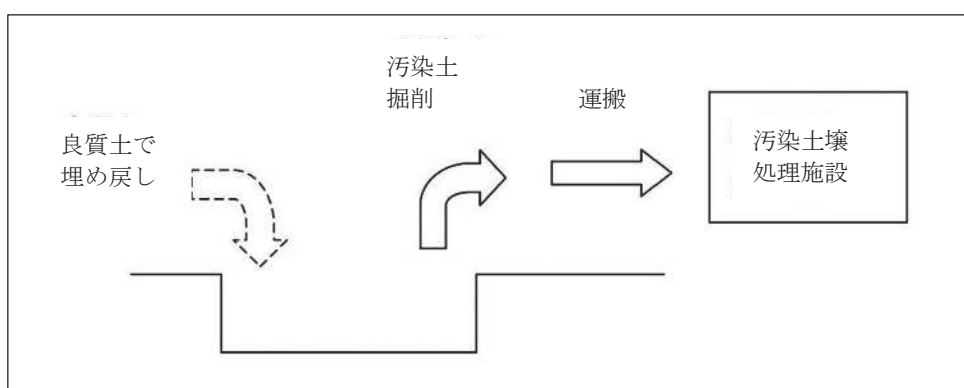 良質土で
埋め戻し
汚染土
掘削
運搬
汚染土壌
処理施設